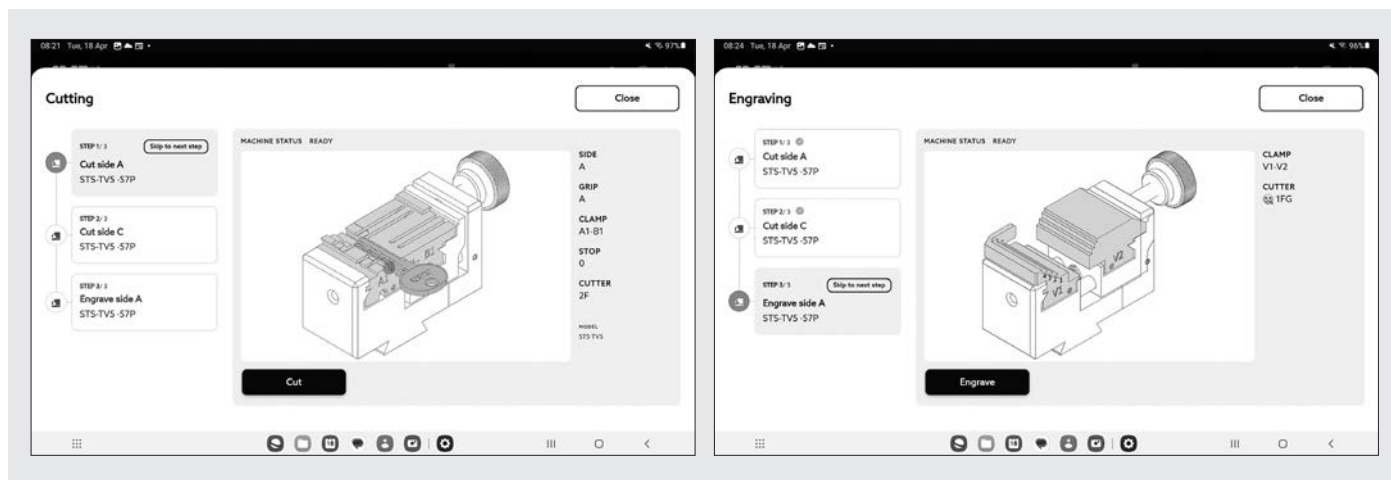 08:21 Tue, 18 Apr
97%
Cutting
Close
STEP 1/ 3
Skip to next step
Cut side A
STS-TV5 -57P
STEP 2/ 3
Cut side C
STS-TV5 -57P
STEP 3/ 3
Engrave side A
STS-TV5 -57P
MACHINE STATUS READY
A1
B1
SIDE
A
GRIP
A
CLAMP
A1-B1
STOP
0
CUTTER
2F
MODEL
STS-TV5
Cut
08:24 Tue, 18 Apr
96%
Engraving
Close
STEP 1/ 3
Cut side A
STS-TV5 -57P
STEP 2/ 3
Cut side C
STS-TV5 -57P
STEP 3/ 3
Skip to next step
Engrave side A
STS-TV5 -57P
MACHINE STATUS READY
V1
V2
CLAMP
V1-V2
CUTTER
1FG
Engrave